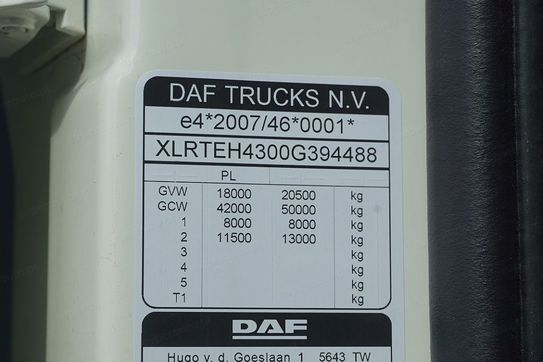 DAF TRUCKS N.V.
e4*2007/46*0001*
XLRTEH4300G394488
PL
GVW 18000 20500 kg
GCW 42000 50000 kg
1 8000 8000 kg
2 11500 13000 kg
3 kg
4 kg
5 kg
T1 kg
DAF
Hugo v. d. Goeslaan 1 5643 TW